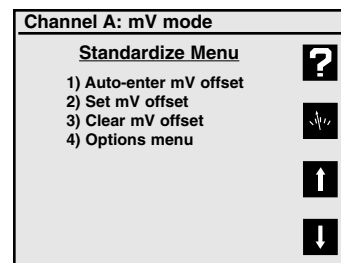 Channel A: mV mode
Standardize Menu
1) Auto-enter mV offset
2) Set mV offset
3) Clear mV offset
4) Options menu
?